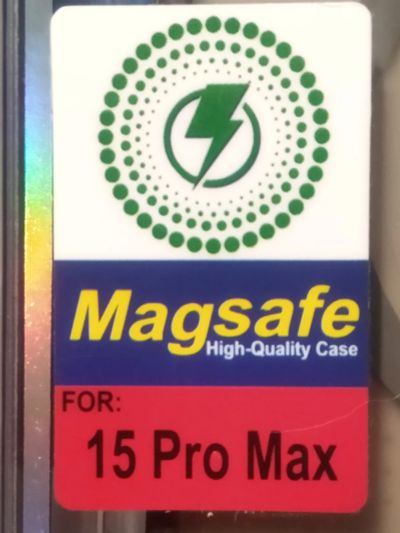 Magsafe
High-Quality Case
FOR:
15 Pro Max